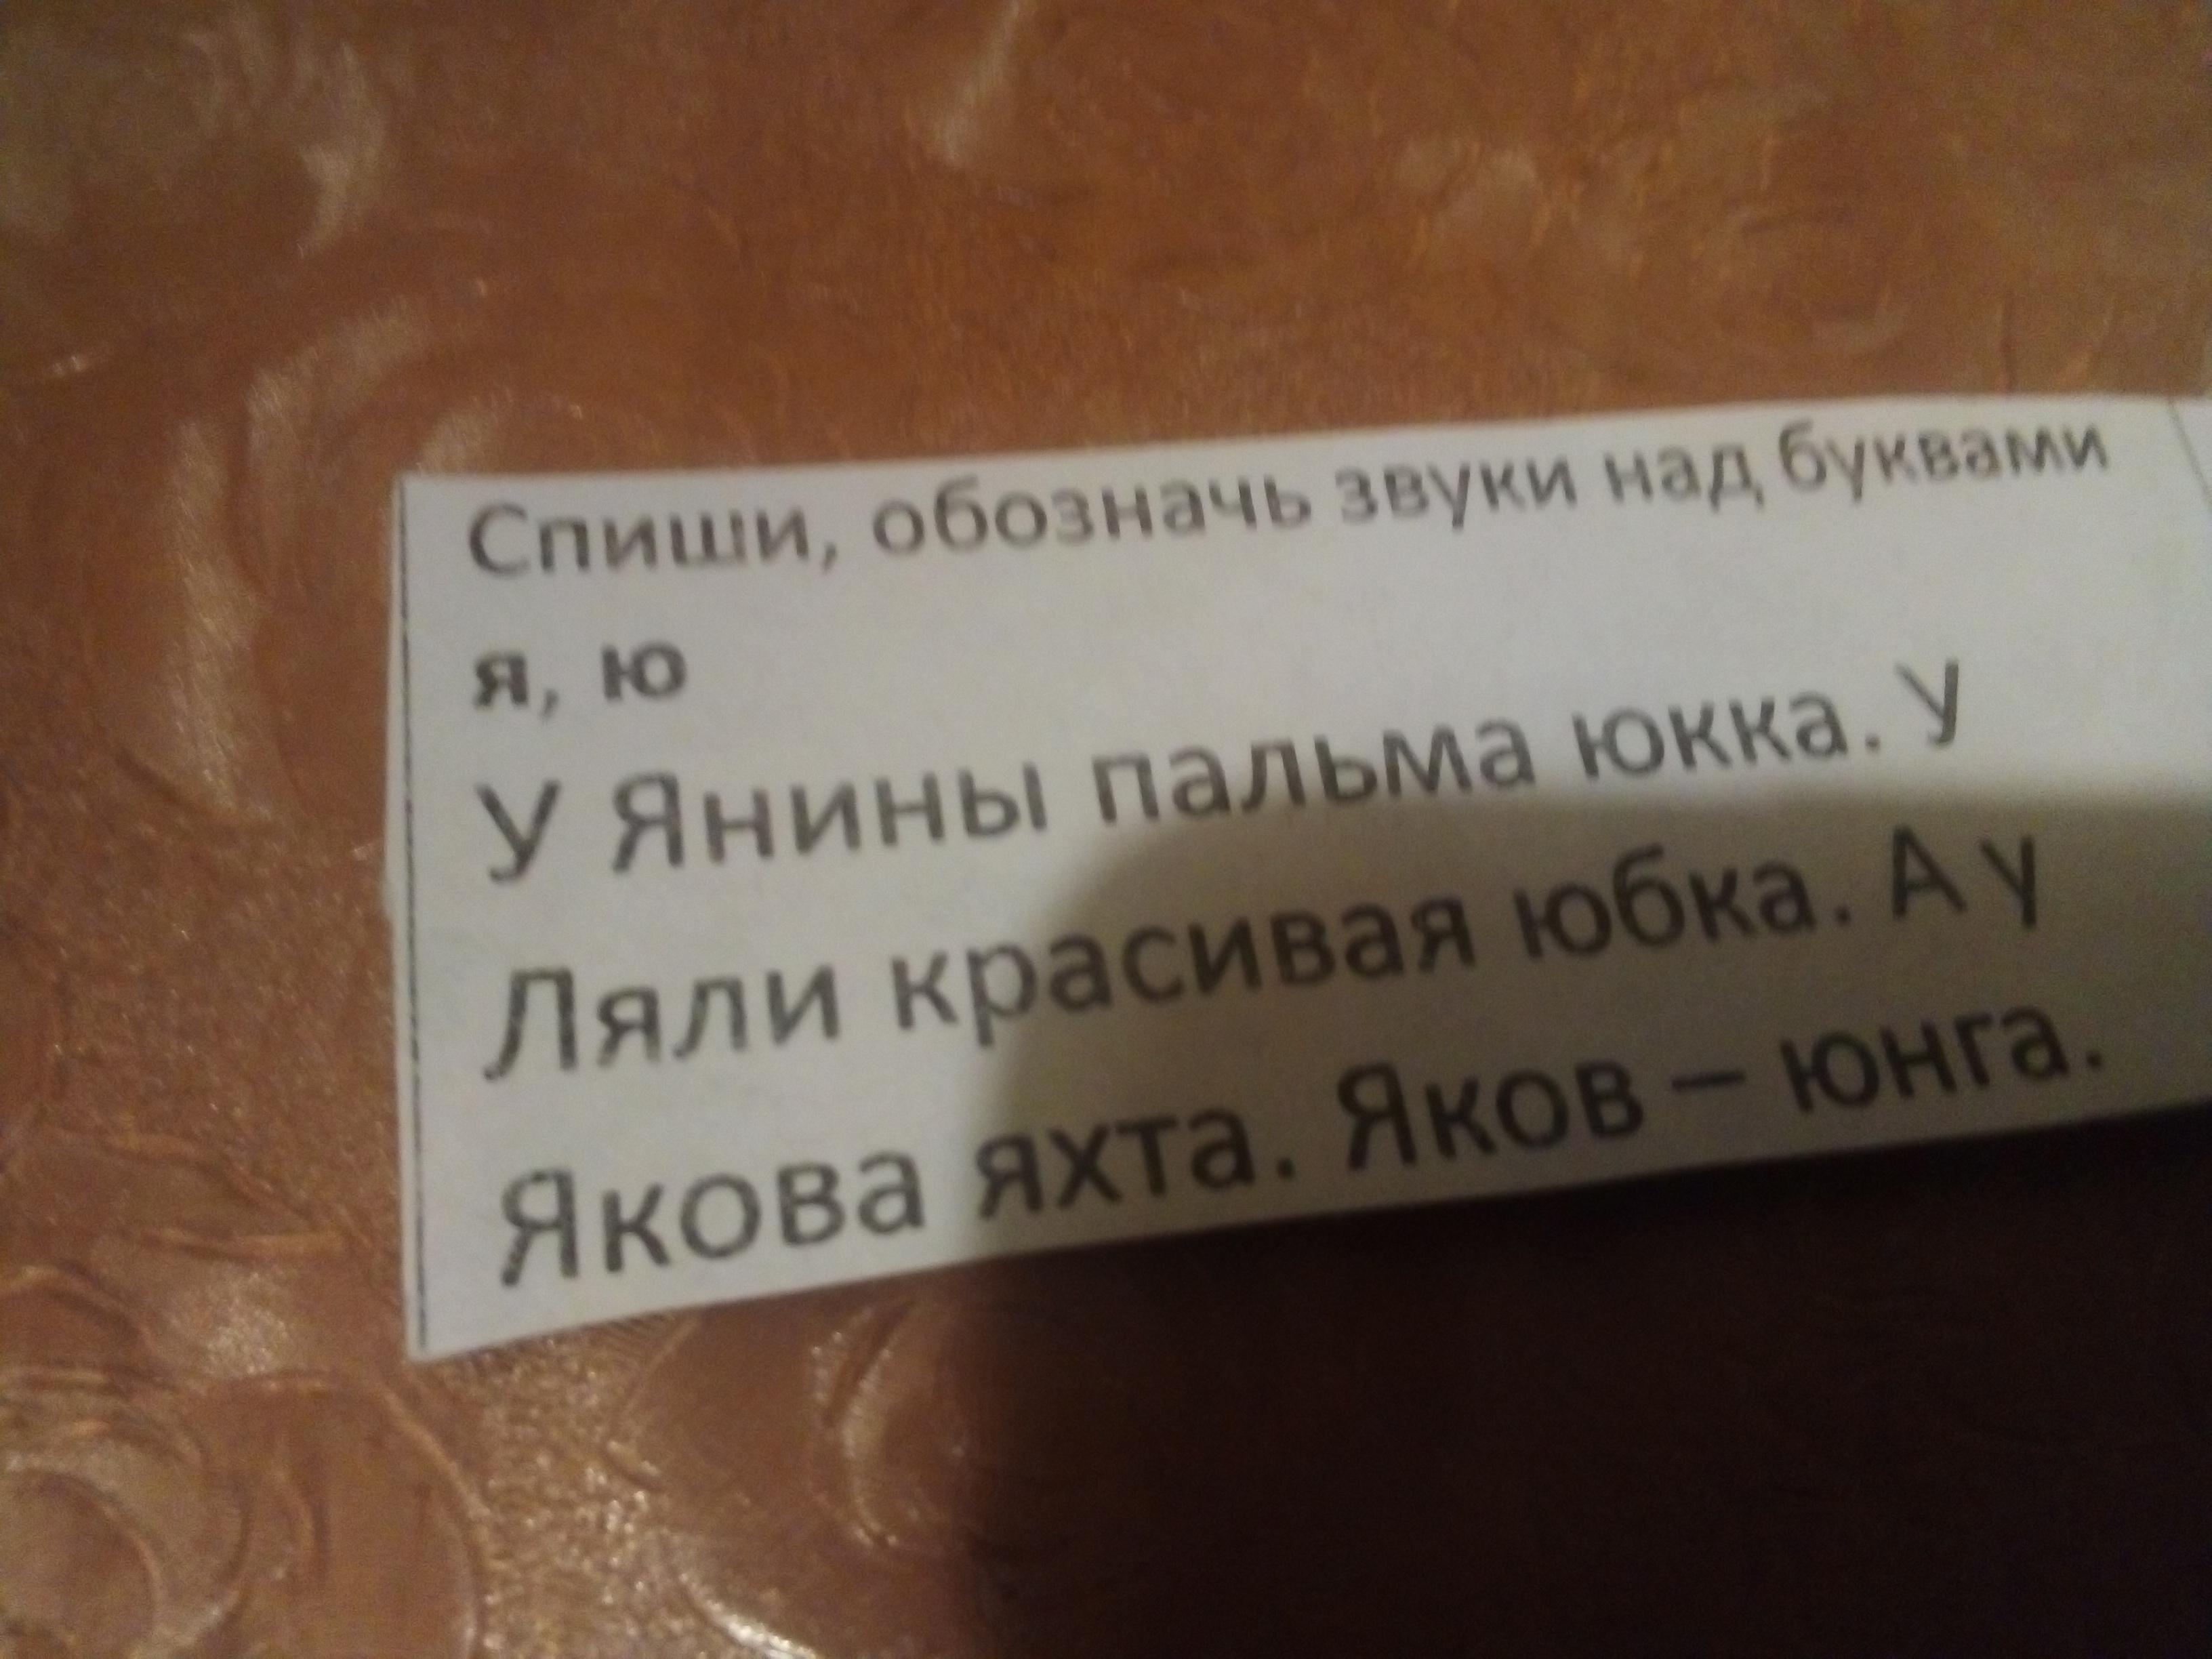 Спиши, обозначь звуки над буквами
я, ю
У Янины пальма юкка. У
Ляли красивая юбка. А у
Якова яхта. Яков – юнга.